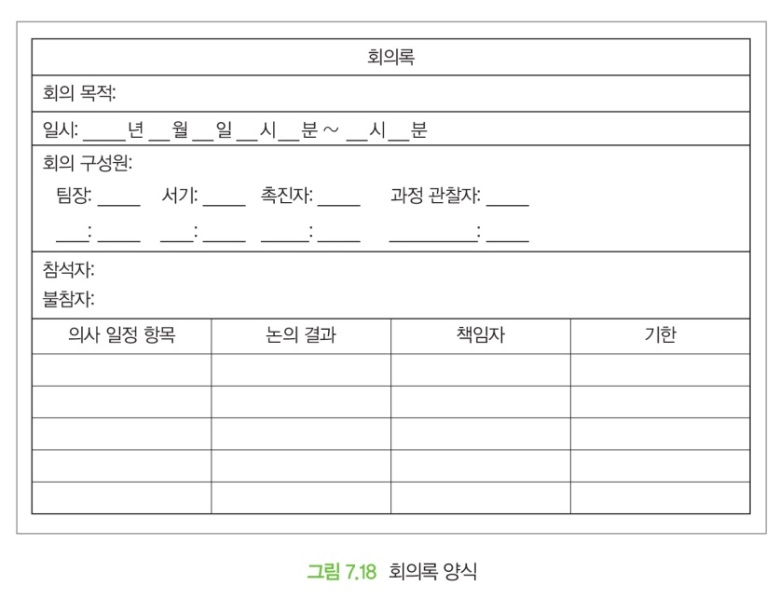 회의록
회의 목적:
일시: ____년 __월 __일 __시 __분 ~ __시 __분
회의 구성원:
팀장: ____ 서기: ____ 촉진자: ____ 과정 관찰자: ____
___: ____ ___: ____ ____: ____ ________: ____
참석자:
불참자:
의사 일정 항목 논의 결과 책임자 기한
그림 7.18 회의록 양식